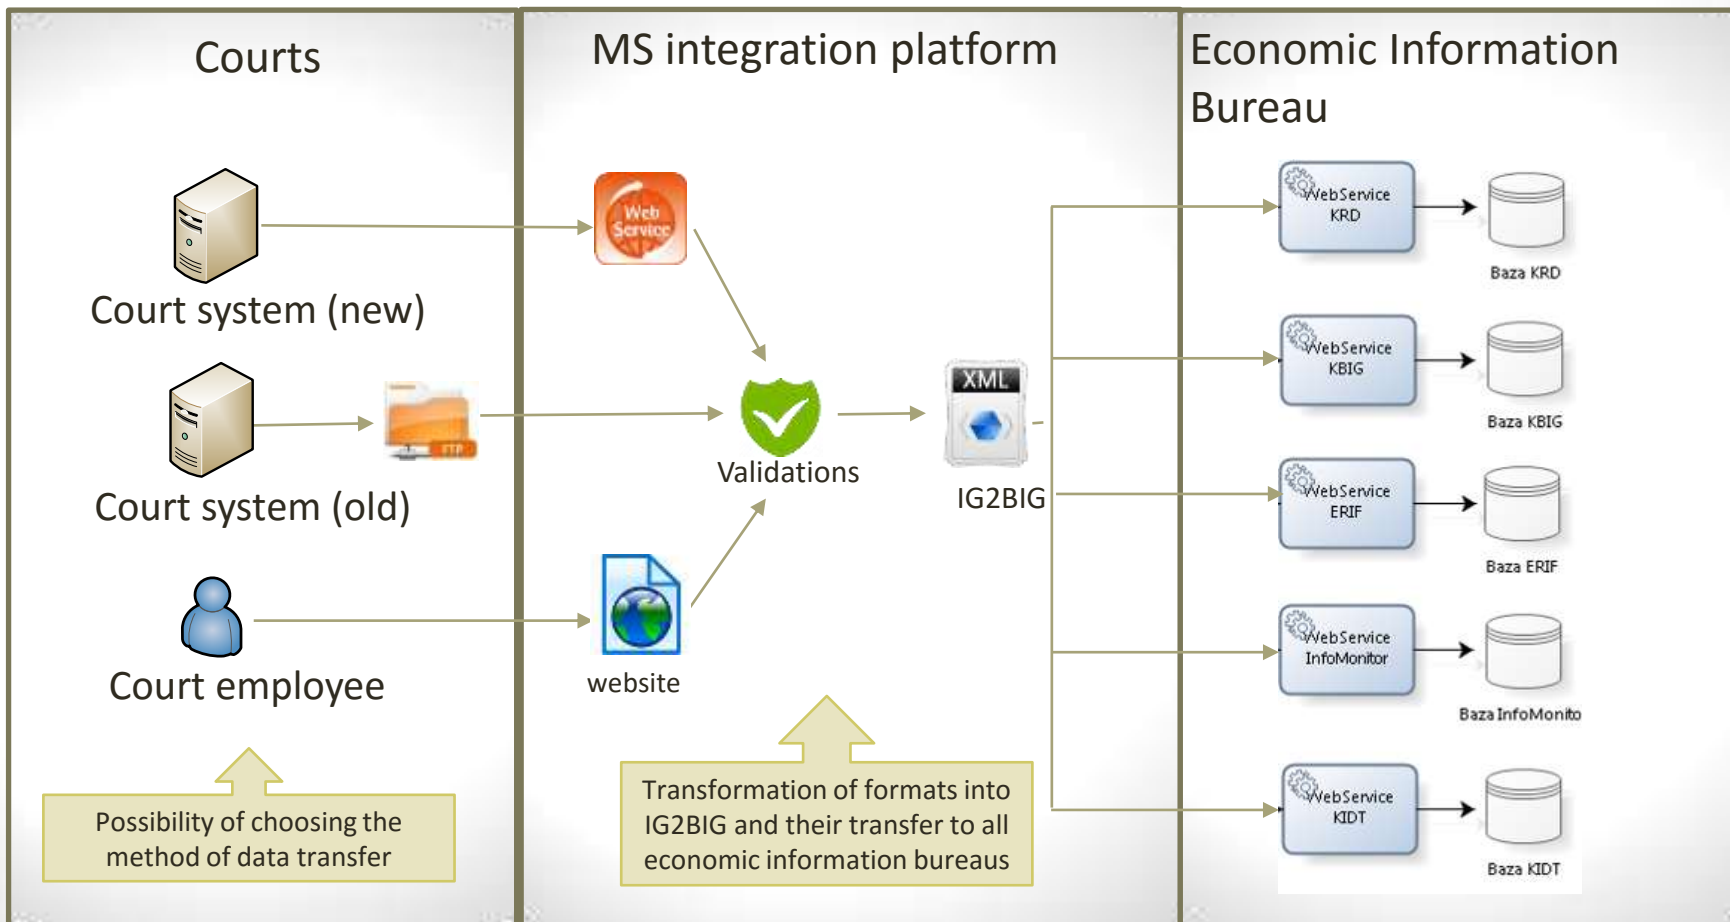 Courts
Court system (new)
Court system (old)
FTP
Court employee
Possibility of choosing the
method of data transfer
MS integration platform
Web
Service
Validations
XML
IG2BIG
website
Transformation of formats into
IG2BIG and their transfer to all
economic information bureaus
Economic Information
Bureau
WebService
KRD
Baza KRD
WebService
KBIG
Baza KBIG
WebService
ERIF
Baza ERIF
WebService
InfoMonitor
Baza InfoMonito
WebService
KIDT
Baza KIDT